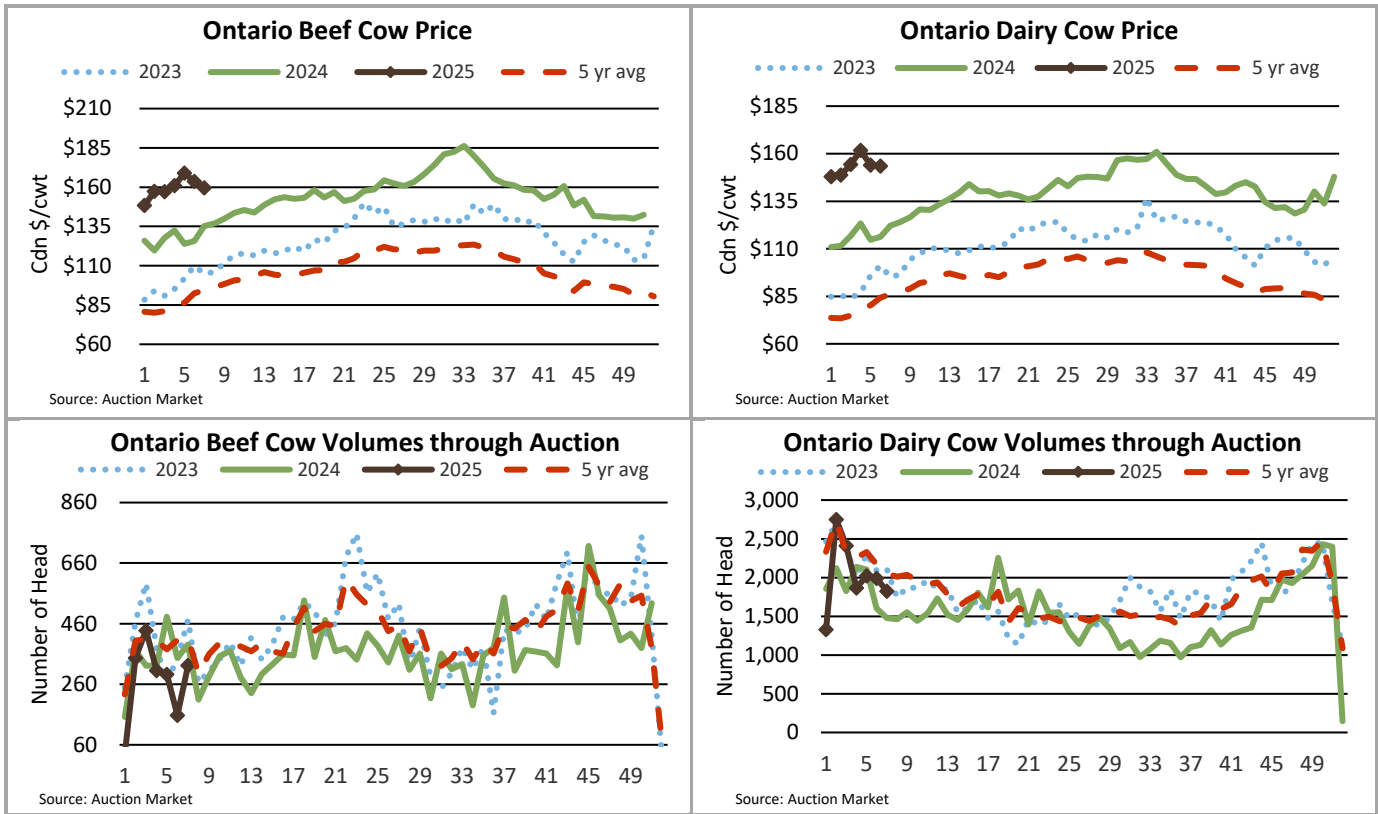 Ontario Beef Cow Price
2023 2024 2025 5 yr avg
Cdn $/cwt
$210
$185
$160
$135
$110
$85
$60
1 5 9 13 17 21 25 29 33 37 41 45 49
Source: Auction Market
Ontario Dairy Cow Price
2023 2024 2025 5 yr avg
Cdn $/cwt
$185
$160
$135
$110
$85
$60
1 5 9 13 17 21 25 29 33 37 41 45 49
Source: Auction Market
Ontario Beef Cow Volumes through Auction
2023 2024 2025 5 yr avg
Number of Head
860
660
460
260
60
1 5 9 13 17 21 25 29 33 37 41 45 49
Source: Auction Market
Ontario Dairy Cow Volumes through Auction
2023 2024 2025 5 yr avg
Number of Head
3,000
2,500
2,000
1,500
1,000
500
0
1 5 9 13 17 21 25 29 33 37 41 45 49
Source: Auction Market